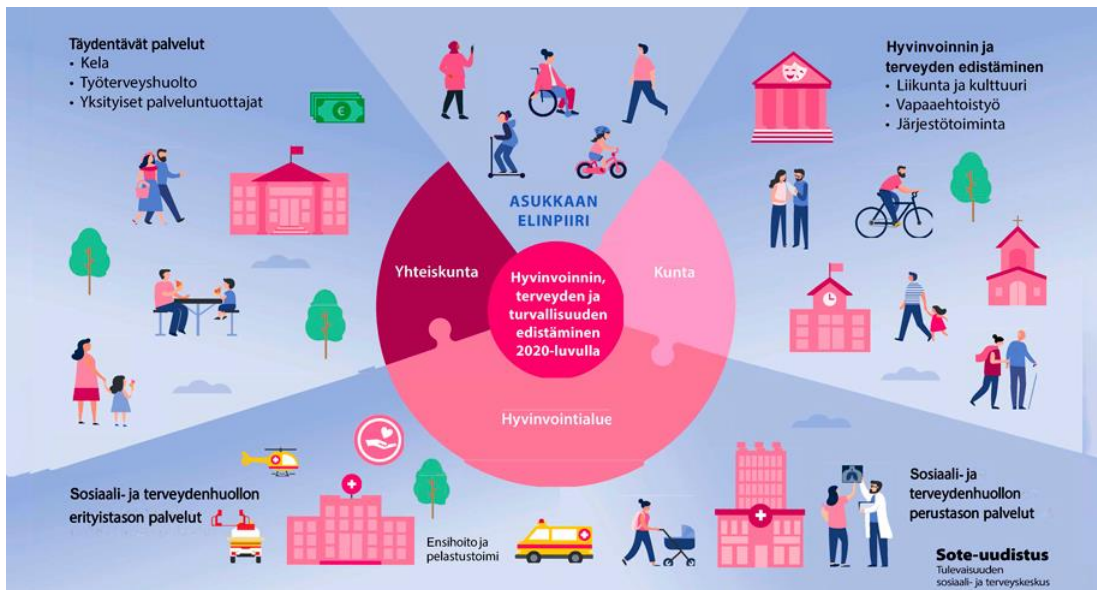 Täydentävät palvelut
• Kela
• Työterveyshuolto
• Yksityiset palveluntuottajat
€
Hyvinvoinnin ja
terveyden edistäminen
• Liikunta ja kulttuuri
• Vapaaehtoistyö
• Järjestötoiminta
ASUKKAAN
ELINPIIRI
Yhteiskunta
Hyvinvoinnin,
terveyden ja
turvallisuuden
edistäminen
2020-luvulla
Kunta
Hyvinvointialue
Sosiaali- ja terveydenhuollon
erityistason palvelut
Ensihoito ja
pelastustoimi
Sosiaali- ja
terveydenhuollon
perustason palvelut
Sote-uudistus
Tulevaisuuden
sosiaali- ja terveyskeskus